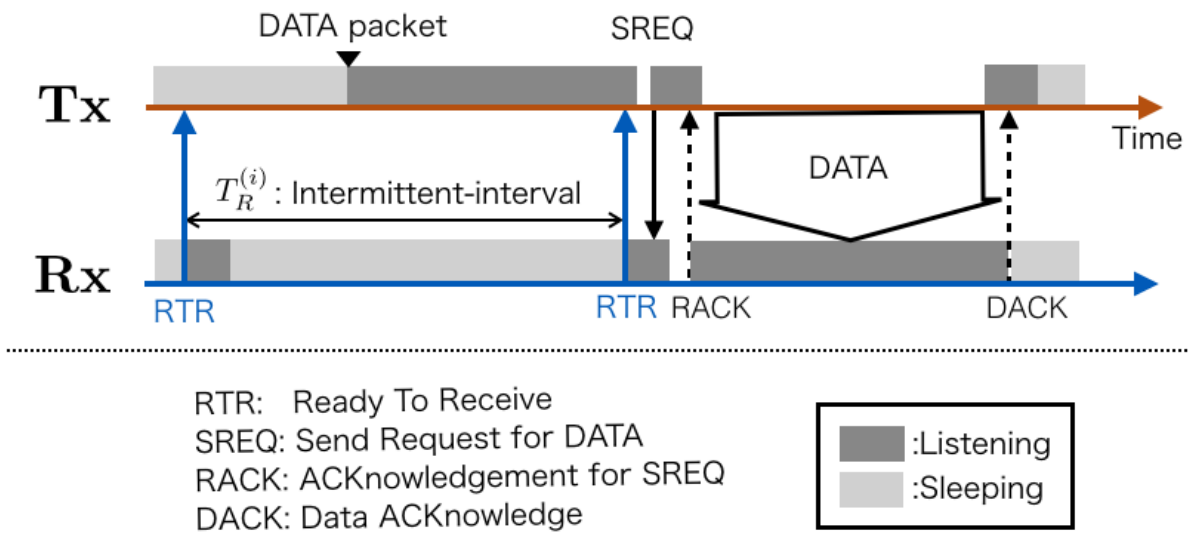 DATA packet
SREQ
Tx
Time
T_R^{(i)} : Intermittent-interval
DATA
Rx
RTR
RTR
RACK
DACK
RTR: Ready To Receive
SREQ: Send Request for DATA
RACK: ACKnowledgement for SREQ
DACK: Data ACKnowledge
:Listening
:Sleeping